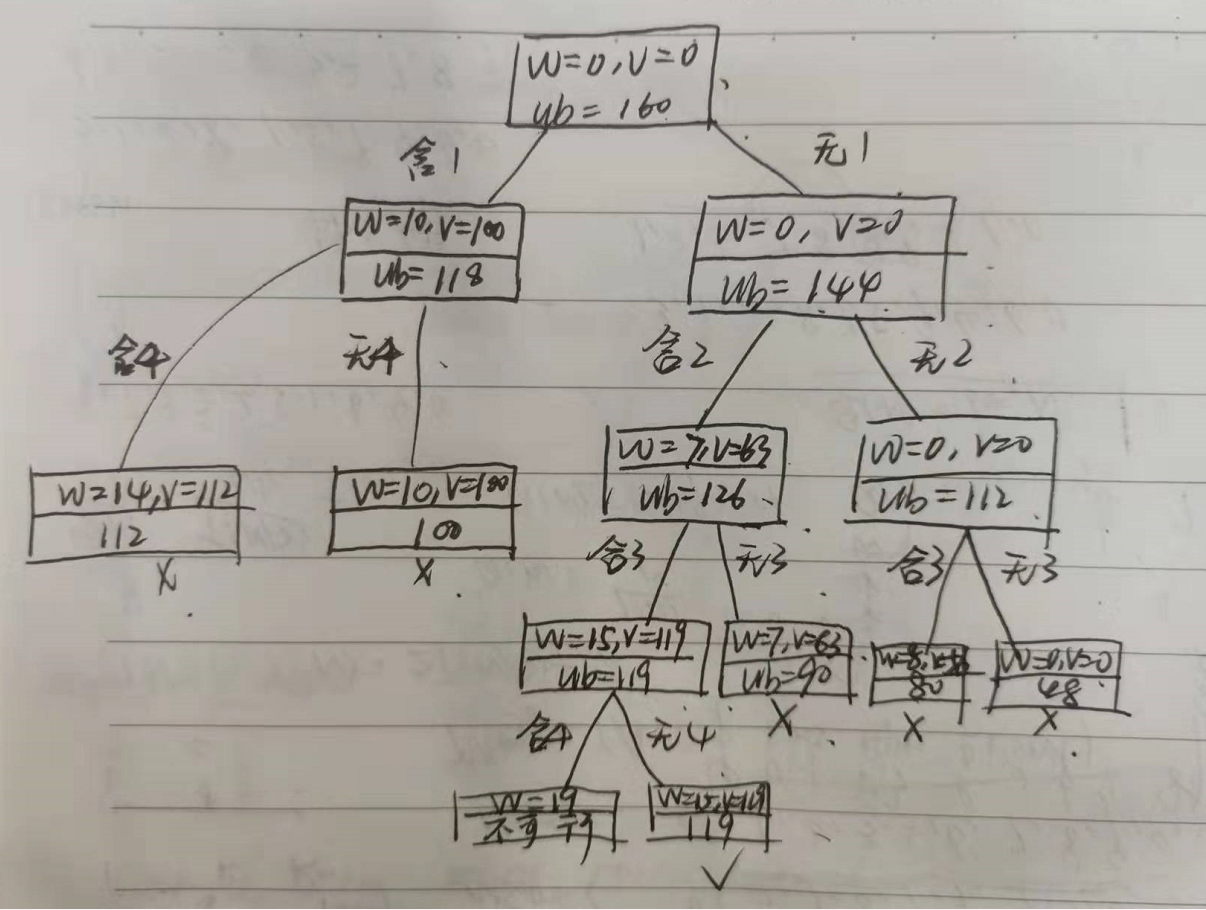 W=0,V=0
ub=160
含1
无1
W=10,V=100
ub=118
W=0, V=0
ub=144
含4
无4
含2
无2
W=14,V=112
112
X
W=10,V=100
100
X
W=7,V=63
ub=126
W=0, V=0
ub=112
含3
无3
含3
无3
W=15,V=119
ub=119
W=7,V=63
ub=90
X
W=8,
80
X
W=0,V=0
48
X
含4
无4
W=19
不可行
W=15,V=119
119